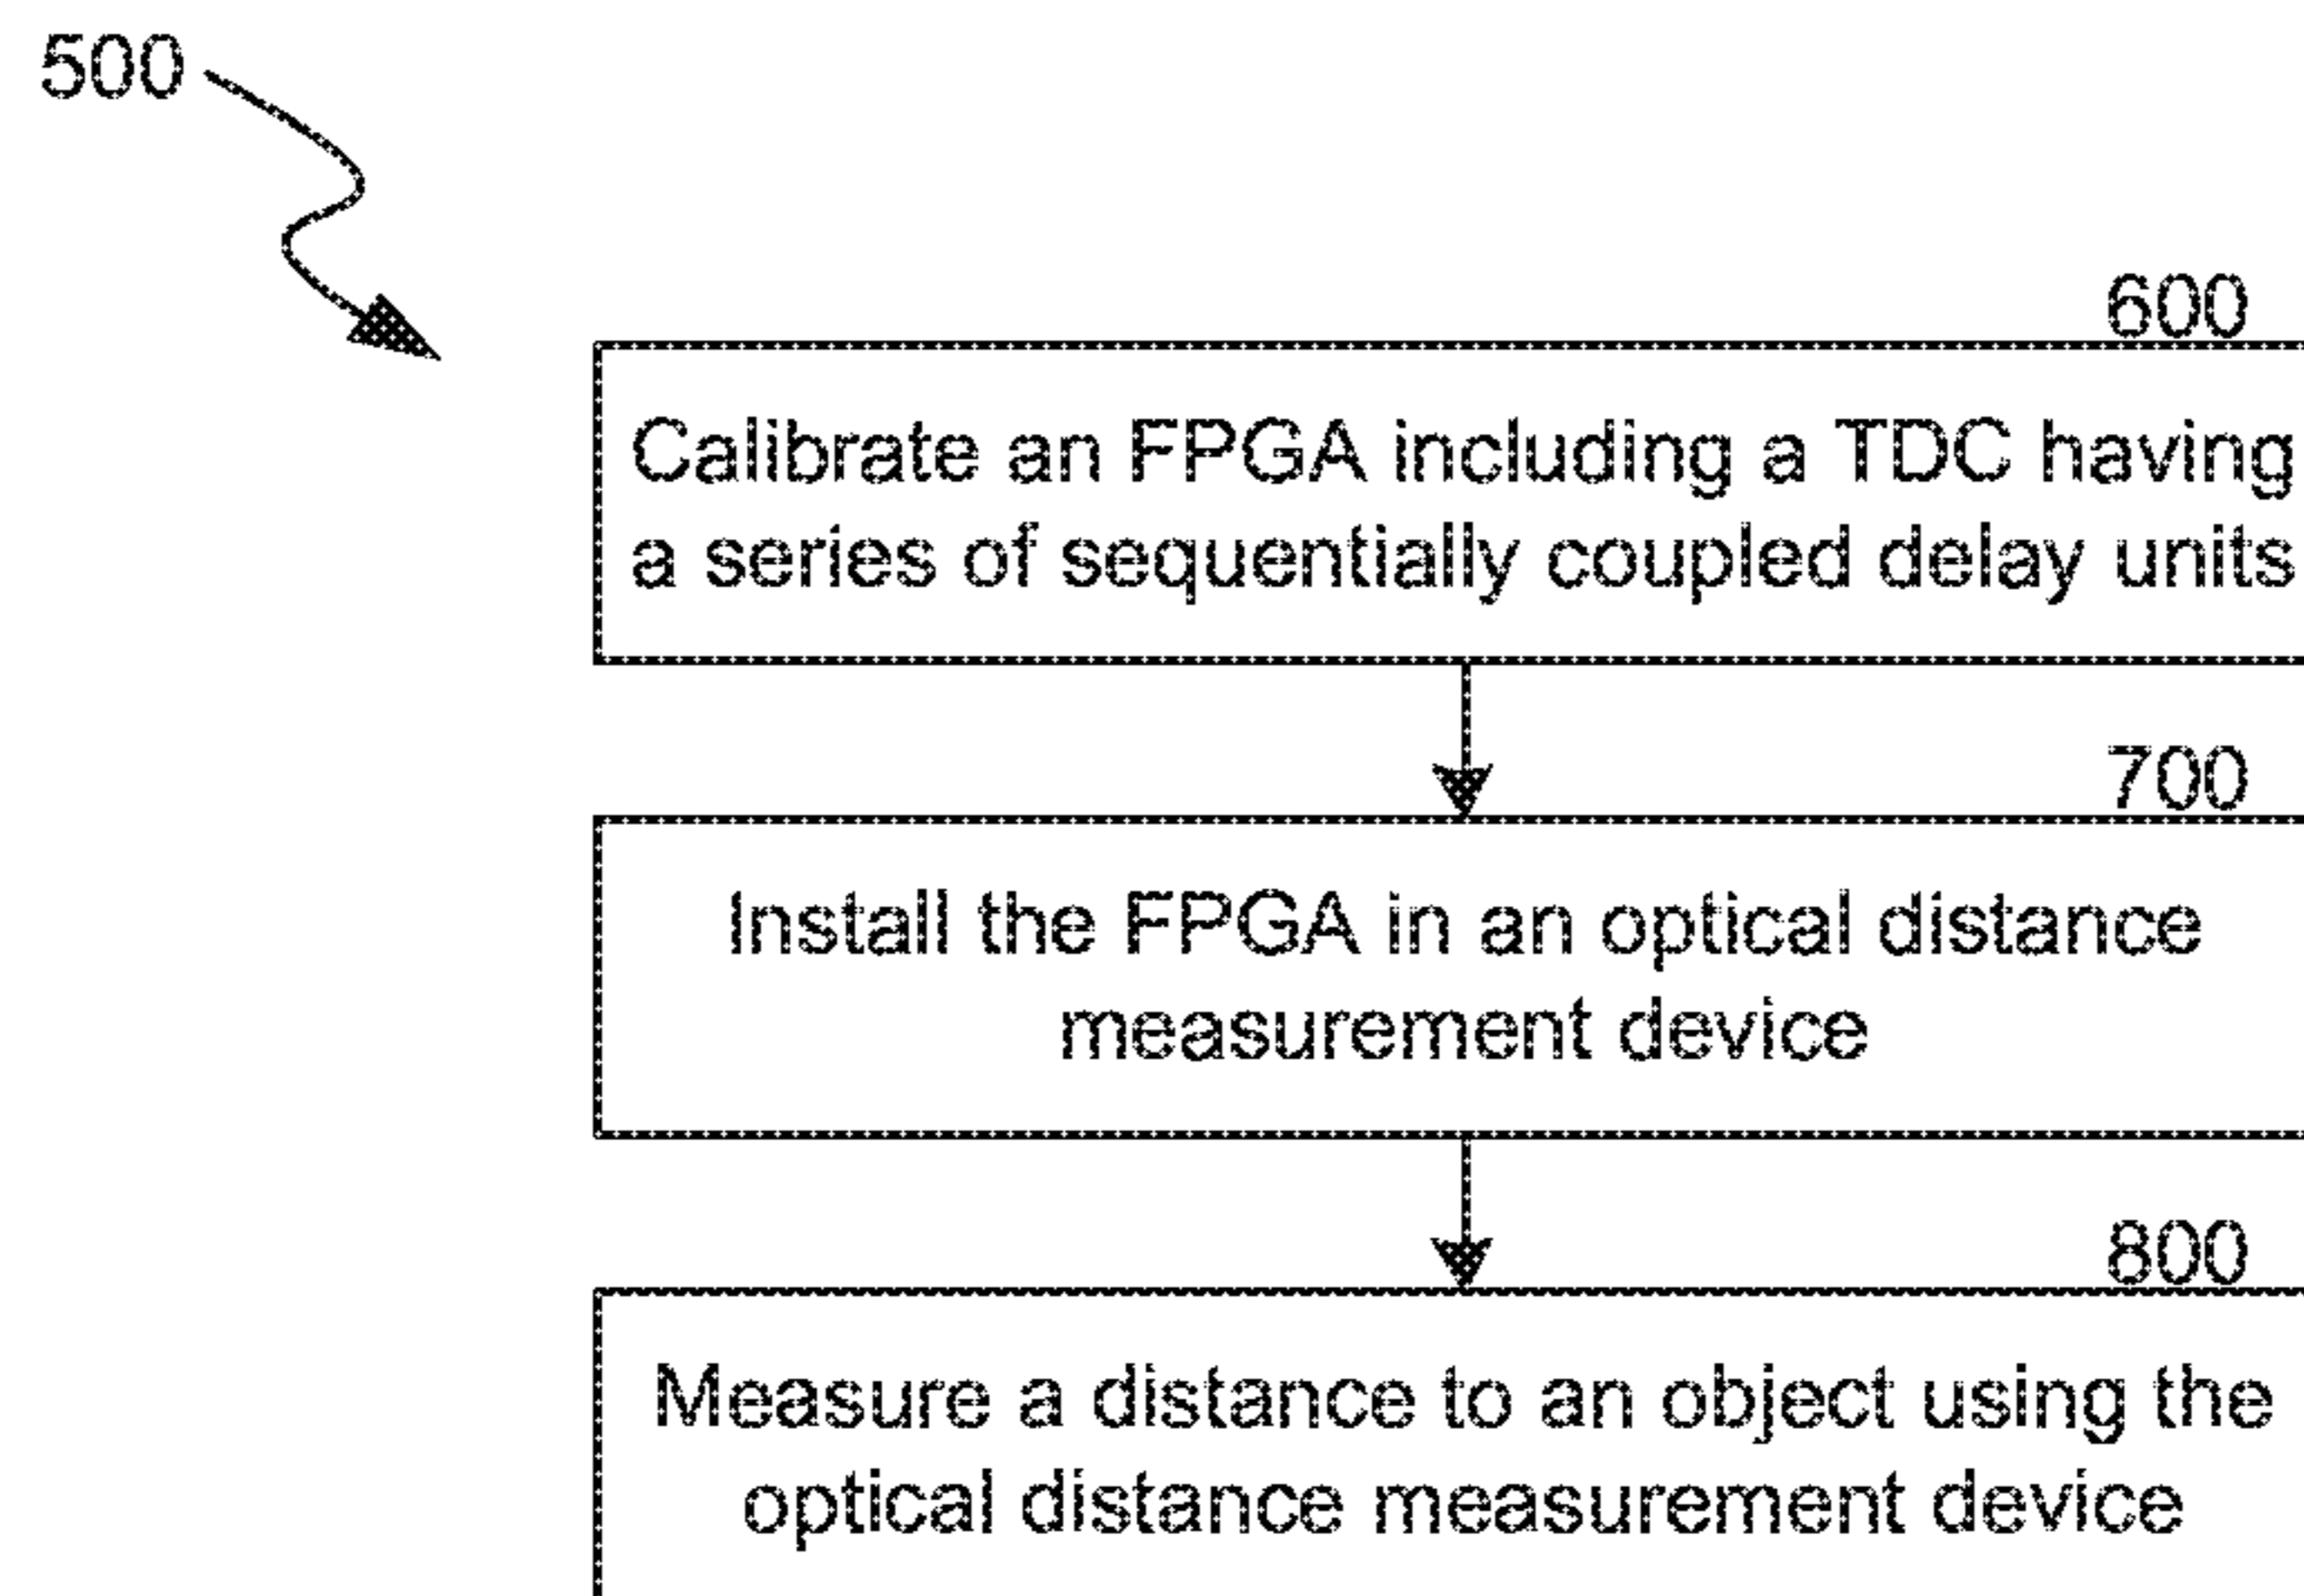 500
600
Calibrate an FPGA including a TDC having
a series of sequentially coupled delay units
700
Install the FPGA in an optical distance
measurement device
800
Measure a distance to an object using the
optical distance measurement device